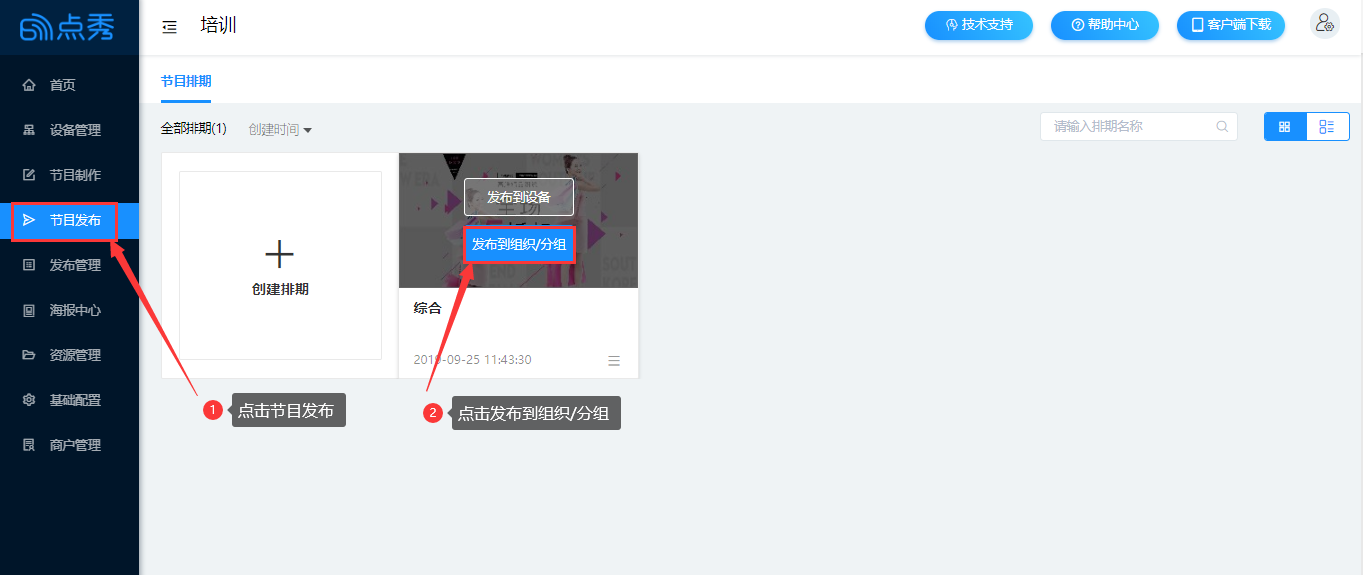 点秀
培训
技术支持
帮助中心
客户端下载
首页
设备管理
节目制作
节目发布
发布管理
海报中心
资源管理
基础配置
商户管理
节目排期
全部排期(1)
创建时间
请输入排期名称
创建排期
发布到设备
发布到组织/分组
END
SOUT
综合
2019-09-25 11:43:30
1
点击节目发布
2
点击发布到组织/分组